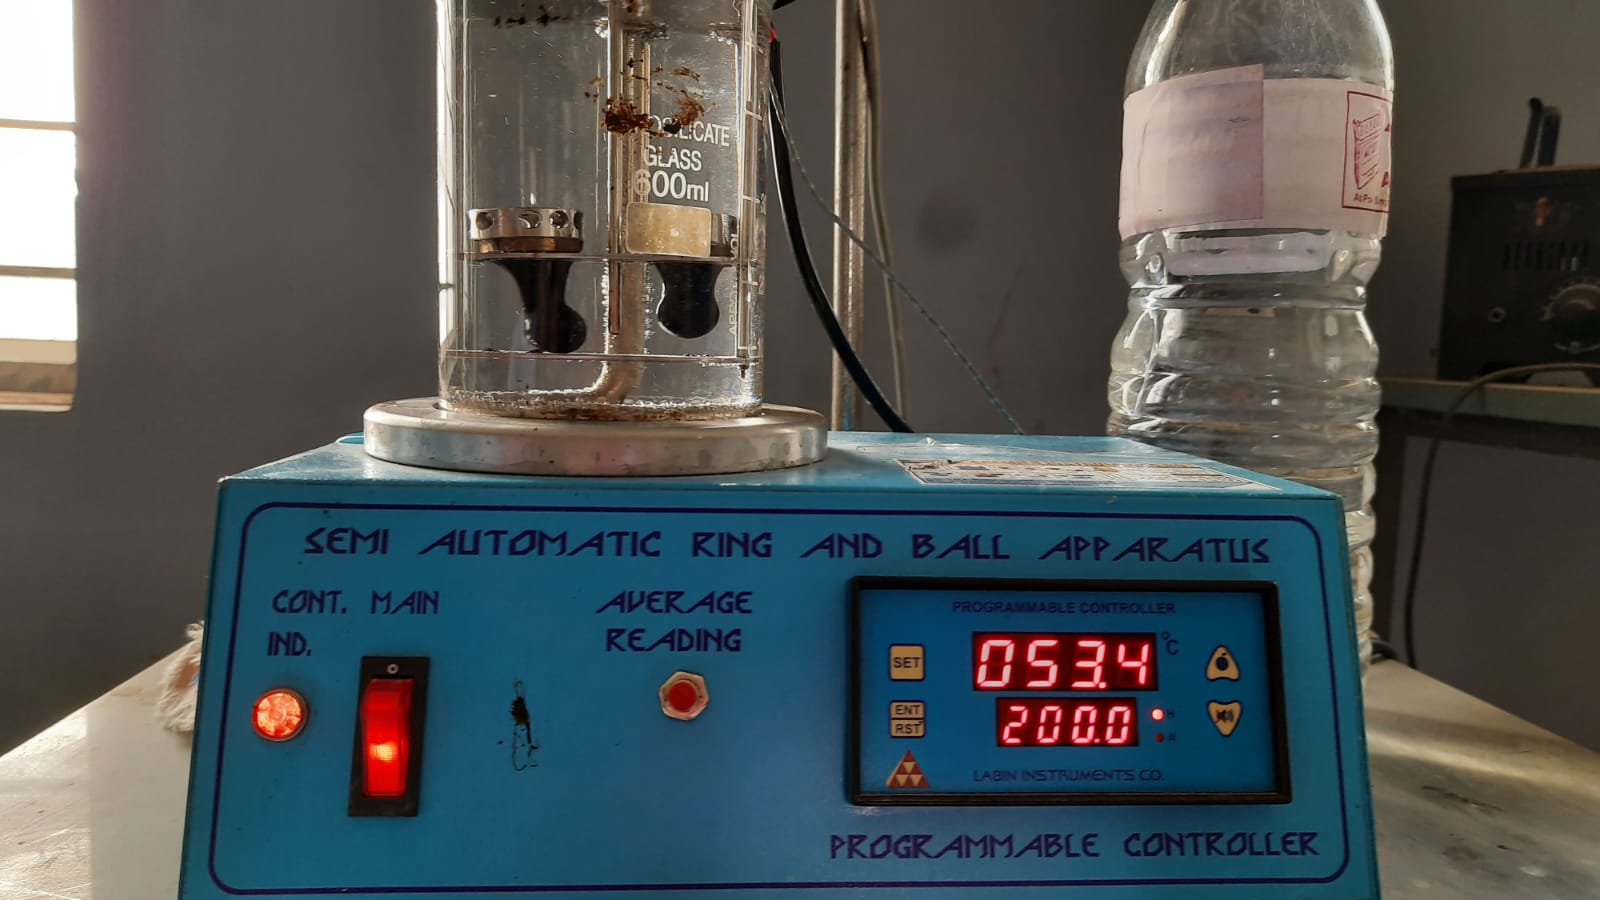 OSILICATE
GLASS
600ml
SEMI AUTOMATIC RING AND BALL APPARATUS
CONT. MAIN
IND.
AVERAGE
READING
PROGRAMMABLE CONTROLLER
SET
053.4 °C
ENT
RST
200.0
H
A
LABIN INSTRUMENTS CO.
PROGRAMMABLE CONTROLLER